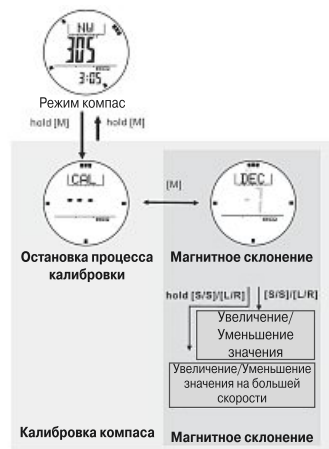 NW
305
3:05
Режим компас
hold [M]
hold [M]
CAL
---
[M]
DEC
Остановка процесса
калибровки
Магнитное склонение
hold [S/S]/[L/R]
[S/S]/[L/R]
Увеличение/
Уменьшение
значения
Увеличение/Уменьшение
значения на большей
скорости
Калибровка компаса
Магнитное склонение